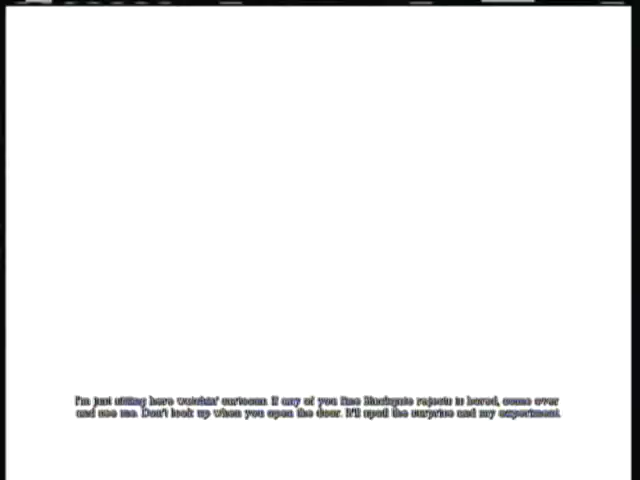 I'm just sitting here watchin' cartoons. If any of you fine Blackgate rejects is bored, come over
and see me. Don't look up when you open the door. It'll spoil the surprise and my experiment.